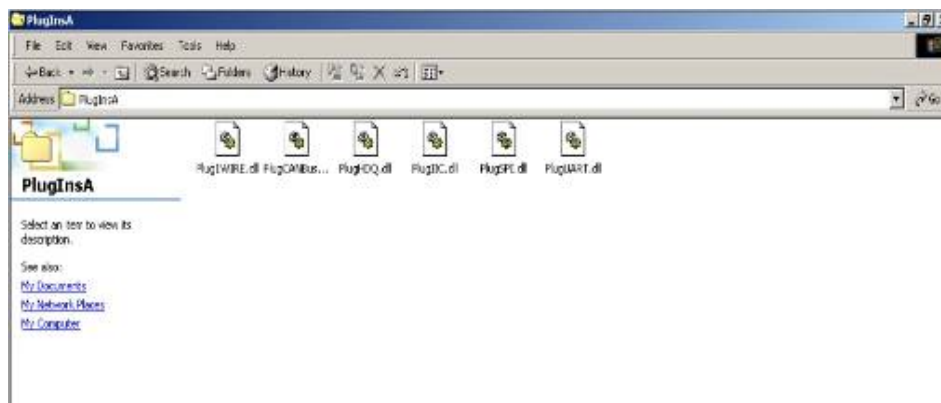 PlugInsA
File Edit View Favorites Tools Help
Back Search Folders History
Address PlugInsA Go
Plug1WIRE.dll PlugCANBus... PlugHDQ.dll PlugIIC.dll PlugSPI.dll PlugUART.dll
PlugInsA
Select an item to view its
description.
See also:
My Documents
My Network Places
My Computer